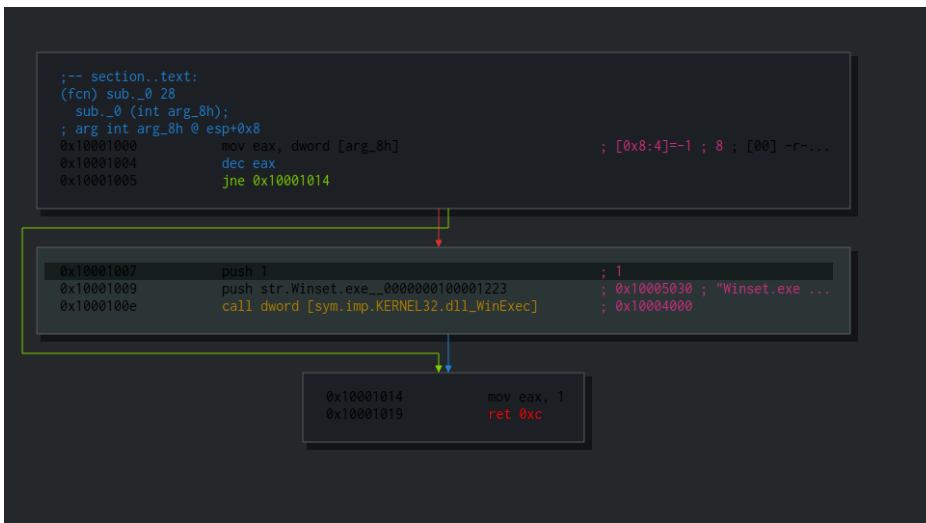 ;-- section..text:
(fcn) sub._0 28
sub._0 (int arg_8h);
; arg int arg_8h @ esp+0x8
0x10001000 mov eax, dword [arg_8h] ; [0x8:4]=-1 ; 8 ; [00] -r-...
0x10001004 dec eax
0x10001005 jne 0x10001014
0x10001007 push 1 ; 1
0x10001009 push str.Winset.exe__0000000100001223 ; 0x10005030 ; "Winset.exe ...
0x1000100e call dword [sym.imp.KERNEL32.dll_WinExec] ; 0x10004000
0x10001014 mov eax, 1
0x10001019 ret 0xc